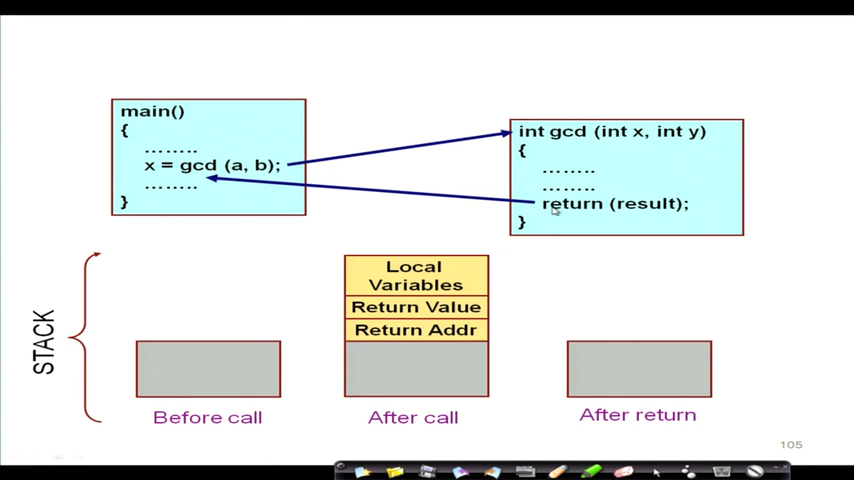 main()
{
……..
x = gcd (a, b);
……..
}
int gcd (int x, int y)
{
……..
……..
return (result);
}
STACK
Local
Variables
Return Value
Return Addr
Before call
After call
After return
105